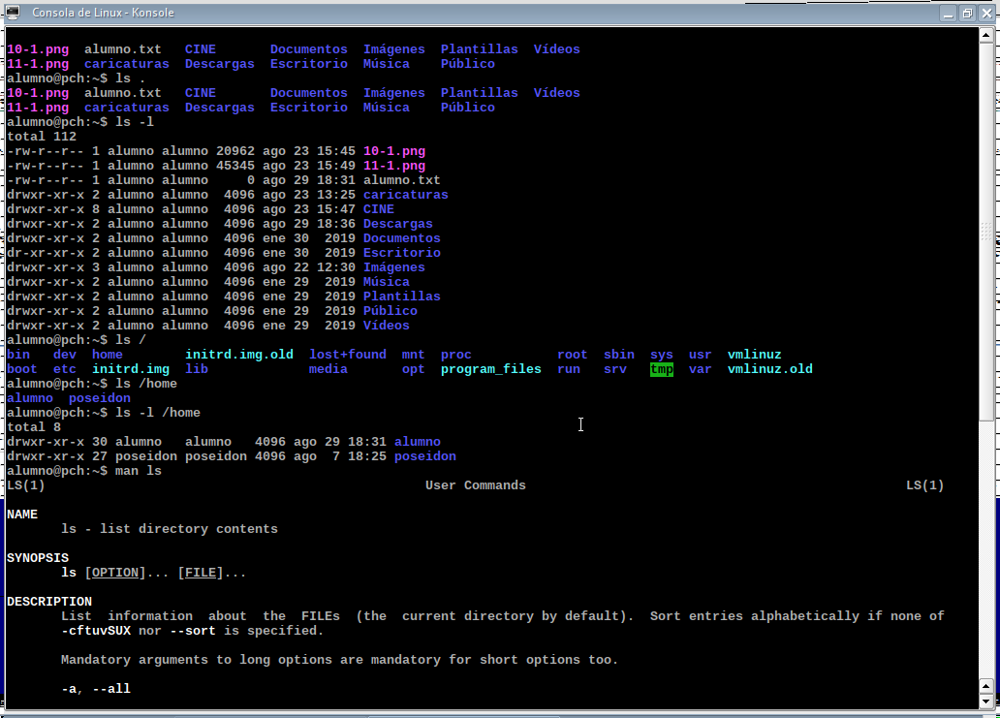 Consola de Linux - Konsole
10-1.png  alumno.txt   CINE       Documentos  Imágenes  Plantillas  Vídeos
11-1.png  caricaturas  Descargas  Escritorio  Música    Público
alumno@pch:~$ ls .
10-1.png  alumno.txt   CINE       Documentos  Imágenes  Plantillas  Vídeos
11-1.png  caricaturas  Descargas  Escritorio  Música    Público
alumno@pch:~$ ls -l
total 112
-rw-r--r-- 1 alumno alumno 20962 ago 23 15:45 10-1.png
-rw-r--r-- 1 alumno alumno 45345 ago 23 15:49 11-1.png
-rw-r--r-- 1 alumno alumno     0 ago 29 18:31 alumno.txt
drwxr-xr-x 2 alumno alumno  4096 ago 23 13:25 caricaturas
drwxr-xr-x 8 alumno alumno  4096 ago 23 15:47 CINE
drwxr-xr-x 2 alumno alumno  4096 ago 29 18:36 Descargas
drwxr-xr-x 2 alumno alumno  4096 ene 30  2019 Documentos
dr-xr-xr-x 2 alumno alumno  4096 ene 30  2019 Escritorio
drwxr-xr-x 3 alumno alumno  4096 ago 22 12:30 Imágenes
drwxr-xr-x 2 alumno alumno  4096 ene 29  2019 Música
drwxr-xr-x 2 alumno alumno  4096 ene 29  2019 Plantillas
drwxr-xr-x 2 alumno alumno  4096 ene 29  2019 Público
drwxr-xr-x 2 alumno alumno  4096 ene 29  2019 Vídeos
alumno@pch:~$ ls /
bin   dev  home        initrd.img.old  lost+found  mnt  proc           root  sbin  sys  usr  vmlinuz
boot  etc  initrd.img  lib             media       opt  program_files  run   srv   tmp  var  vmlinuz.old
alumno@pch:~$ ls /home
alumno  poseidon
alumno@pch:~$ ls -l /home
total 8
drwxr-xr-x 30 alumno   alumno   4096 ago 29 18:31 alumno
drwxr-xr-x 27 poseidon poseidon 4096 ago  7 18:25 poseidon
alumno@pch:~$ man ls
LS(1)                                                 User Commands                                                 LS(1)
NAME
ls - list directory contents
SYNOPSIS
ls [OPTION]... [FILE]...
DESCRIPTION
List  information  about  the  FILEs  (the  current directory by default).  Sort entries alphabetically if none of
-cftuvSUX nor --sort is specified.
Mandatory arguments to long options are mandatory for short options too.
-a, --all